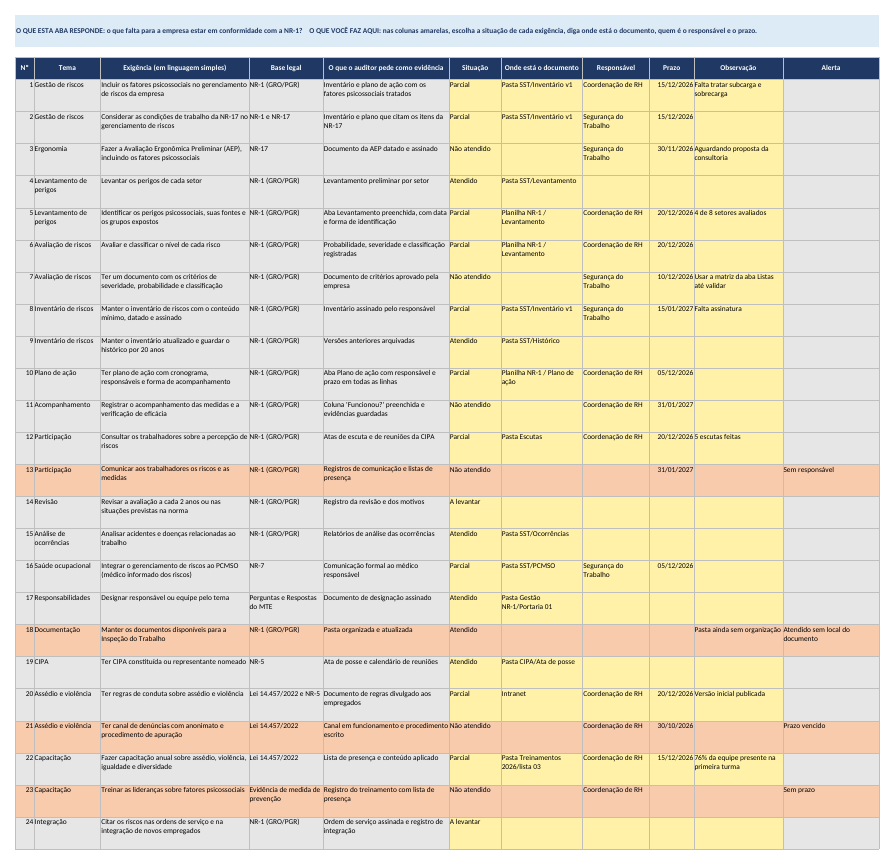 O QUE ESTA ABA RESPONDE: o que falta para a empresa estar em conformidade com a NR-1? O QUE VOCÊ FAZ AQUI: nas colunas amarelas, escolha a situação de cada exigência, diga onde está o documento, quem é o responsável e o prazo.
Nº Tema Exigência (em linguagem simples) Base legal O que o auditor pede como evidência Situação Onde está o documento Responsável Prazo Observação Alerta
1 Gestão de riscos Incluir os fatores psicossociais no gerenciamento de riscos da empresa NR-1 (GRO/PGR) Inventário e plano de ação com os fatores psicossociais tratados Parcial Pasta SST/Inventário v1 Coordenação de RH 15/12/2026 Falta tratar subcarga e sobrecarga
2 Gestão de riscos Considerar as condições de trabalho da NR-17 no gerenciamento de riscos NR-1 e NR-17 Inventário e plano que citam os itens da NR-17 Parcial Pasta SST/Inventário v1 Segurança do Trabalho 15/12/2026
3 Ergonomia Fazer a Avaliação Ergonômica Preliminar (AEP), incluindo os fatores psicossociais NR-17 Documento da AEP datado e assinado Não atendido Segurança do Trabalho 30/11/2026 Aguardando proposta da consultoria
4 Levantamento de perigos Levantar os perigos de cada setor NR-1 (GRO/PGR) Levantamento preliminar por setor Atendido Pasta SST/Levantamento
5 Levantamento de perigos Identificar os perigos psicossociais, suas fontes e os grupos expostos NR-1 (GRO/PGR) Aba Levantamento preenchida, com data e forma de identificação Parcial Planilha NR-1 / Levantamento Coordenação de RH 20/12/2026 4 de 8 setores avaliados
6 Avaliação de riscos Avaliar e classificar o nível de cada risco NR-1 (GRO/PGR) Probabilidade, severidade e classificação registradas Parcial Planilha NR-1 / Levantamento Coordenação de RH 20/12/2026
7 Avaliação de riscos Ter um documento com os critérios de severidade, probabilidade e classificação NR-1 (GRO/PGR) Documento de critérios aprovado pela empresa Não atendido Segurança do Trabalho 10/12/2026 Usar a matriz da aba Listas até validar
8 Inventário de riscos Manter o inventário de riscos com o conteúdo mínimo, datado e assinado NR-1 (GRO/PGR) Inventário assinado pelo responsável Parcial Pasta SST/Inventário v1 Segurança do Trabalho 15/01/2027 Falta assinatura
9 Inventário de riscos Manter o inventário atualizado e guardar o histórico por 20 anos NR-1 (GRO/PGR) Versões anteriores arquivadas Atendido Pasta SST/Histórico
10 Plano de ação Ter plano de ação com cronograma, responsáveis e forma de acompanhamento NR-1 (GRO/PGR) Aba Plano de ação com responsável e prazo em todas as linhas Parcial Planilha NR-1 / Plano de ação Coordenação de RH 05/12/2026
11 Acompanhamento Registrar o acompanhamento das medidas e a verificação de eficácia NR-1 (GRO/PGR) Coluna 'Funcionou?' preenchida e evidências guardadas Não atendido Coordenação de RH 31/01/2027
12 Participação Consultar os trabalhadores sobre a percepção de riscos NR-1 (GRO/PGR) Atas de escuta e de reuniões da CIPA Parcial Pasta Escutas Coordenação de RH 20/12/2026 5 escutas feitas
13 Participação Comunicar aos trabalhadores os riscos e as medidas NR-1 (GRO/PGR) Registros de comunicação e listas de presença Não atendido 31/01/2027 Sem responsável
14 Revisão Revisar a avaliação a cada 2 anos ou nas situações previstas na norma NR-1 (GRO/PGR) Registro da revisão e dos motivos A levantar
15 Análise de ocorrências Analisar acidentes e doenças relacionadas ao trabalho NR-1 (GRO/PGR) Relatórios de análise das ocorrências Atendido Pasta SST/Ocorrências
16 Saúde ocupacional Integrar o gerenciamento de riscos ao PCMSO (médico informado dos riscos) NR-7 Comunicação formal ao médico responsável Parcial Pasta SST/PCMSO Segurança do Trabalho 05/12/2026
17 Responsabilidades Designar responsável ou equipe pelo tema Perguntas e Respostas do MTE Documento de designação assinado Atendido Pasta Gestão NR-1/Portaria 01
18 Documentação Manter os documentos disponíveis para a Inspeção do Trabalho NR-1 (GRO/PGR) Pasta organizada e atualizada Atendido Pasta ainda sem organização Atendido sem local do documento
19 CIPA Ter CIPA constituída ou representante nomeado NR-5 Ata de posse e calendário de reuniões Atendido Pasta CIPA/Ata de posse
20 Assédio e violência Ter regras de conduta sobre assédio e violência Lei 14.457/2022 e NR-5 Documento de regras divulgado aos empregados Parcial Intranet Coordenação de RH 20/12/2026 Versão inicial publicada
21 Assédio e violência Ter canal de denúncias com anonimato e procedimento de apuração Lei 14.457/2022 Canal em funcionamento e procedimento escrito Não atendido Coordenação de RH 30/10/2026 Prazo vencido
22 Capacitação Fazer capacitação anual sobre assédio, violência, igualdade e diversidade Lei 14.457/2022 Lista de presença e conteúdo aplicado Parcial Pasta Treinamentos 2026/lista 03 Coordenação de RH 15/12/2026 76% da equipe presente na primeira turma
23 Capacitação Treinar as lideranças sobre fatores psicossociais Evidência de medida de prevenção Registro do treinamento com lista de presença Não atendido Coordenação de RH Sem prazo
24 Integração Citar os riscos nas ordens de serviço e na integração de novos empregados NR-1 (GRO/PGR) Ordem de serviço assinada e registro de integração A levantar